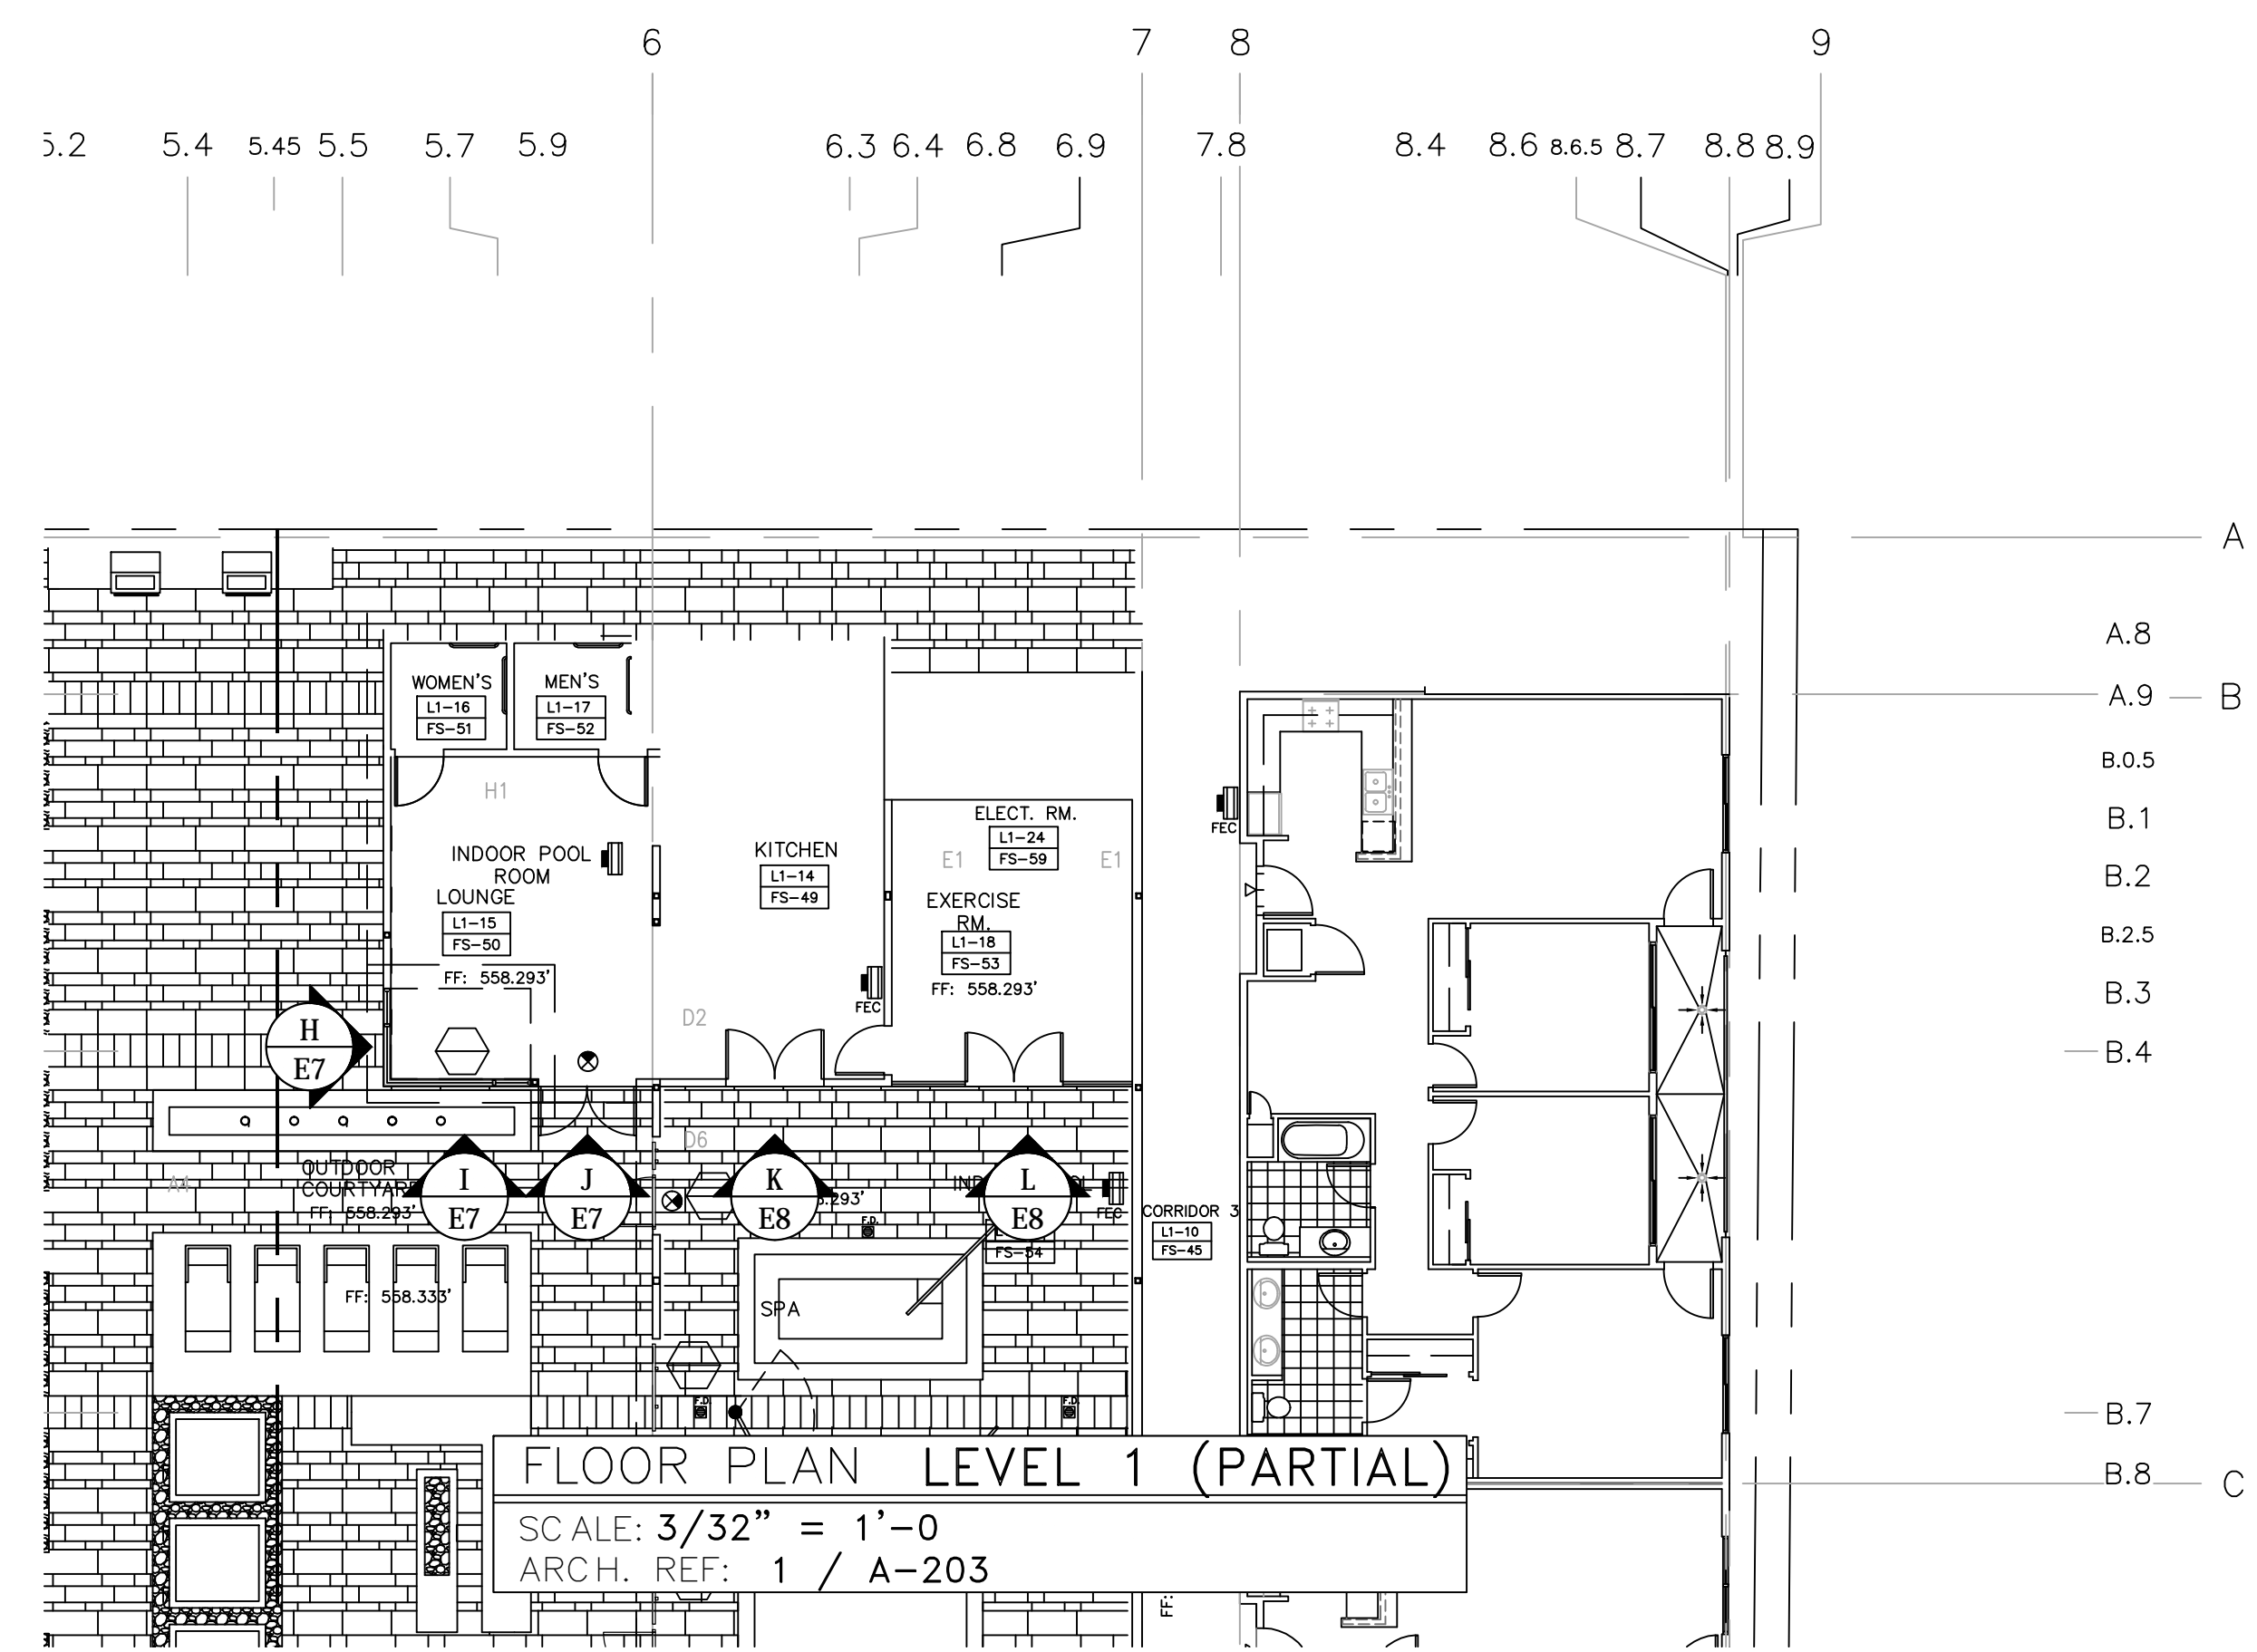 6
7
8
9
5.4
5.45
5.5
5.7
5.9
6.3
6.4
6.8
6.9
7.8
8.4
8.6
8.6.5
8.7
8.8
8.9
A
A.8
A.9
B
B.0.5
B.1
B.2
B.2.5
B.3
B.4
B.7
B.8
C
WOMEN'S
L1-16
FS-51
MEN'S
L1-17
FS-52
H1
INDOOR POOL
ROOM
LOUNGE
L1-15
FS-50
FF: 558.293'
KITCHEN
L1-14
FS-49
FEC
ELECT. RM.
L1-24
FS-59
E1
E1
EXERCISE
RM.
L1-18
FS-53
FF: 558.293'
FEC
D2
D6
H
E7
I
E7
J
E7
K
E8
L
E8
A4
OUTDOOR
COURTYARD
FF: 558.293'
FF: 558.333'
F.D.
FS-54
FEC
CORRIDOR 3
L1-10
FS-45
SPA
F.D.
F.D.
FF:
FLOOR PLAN LEVEL 1 (PARTIAL)
SCALE: 3/32" = 1'-0
ARCH. REF: 1 / A-203